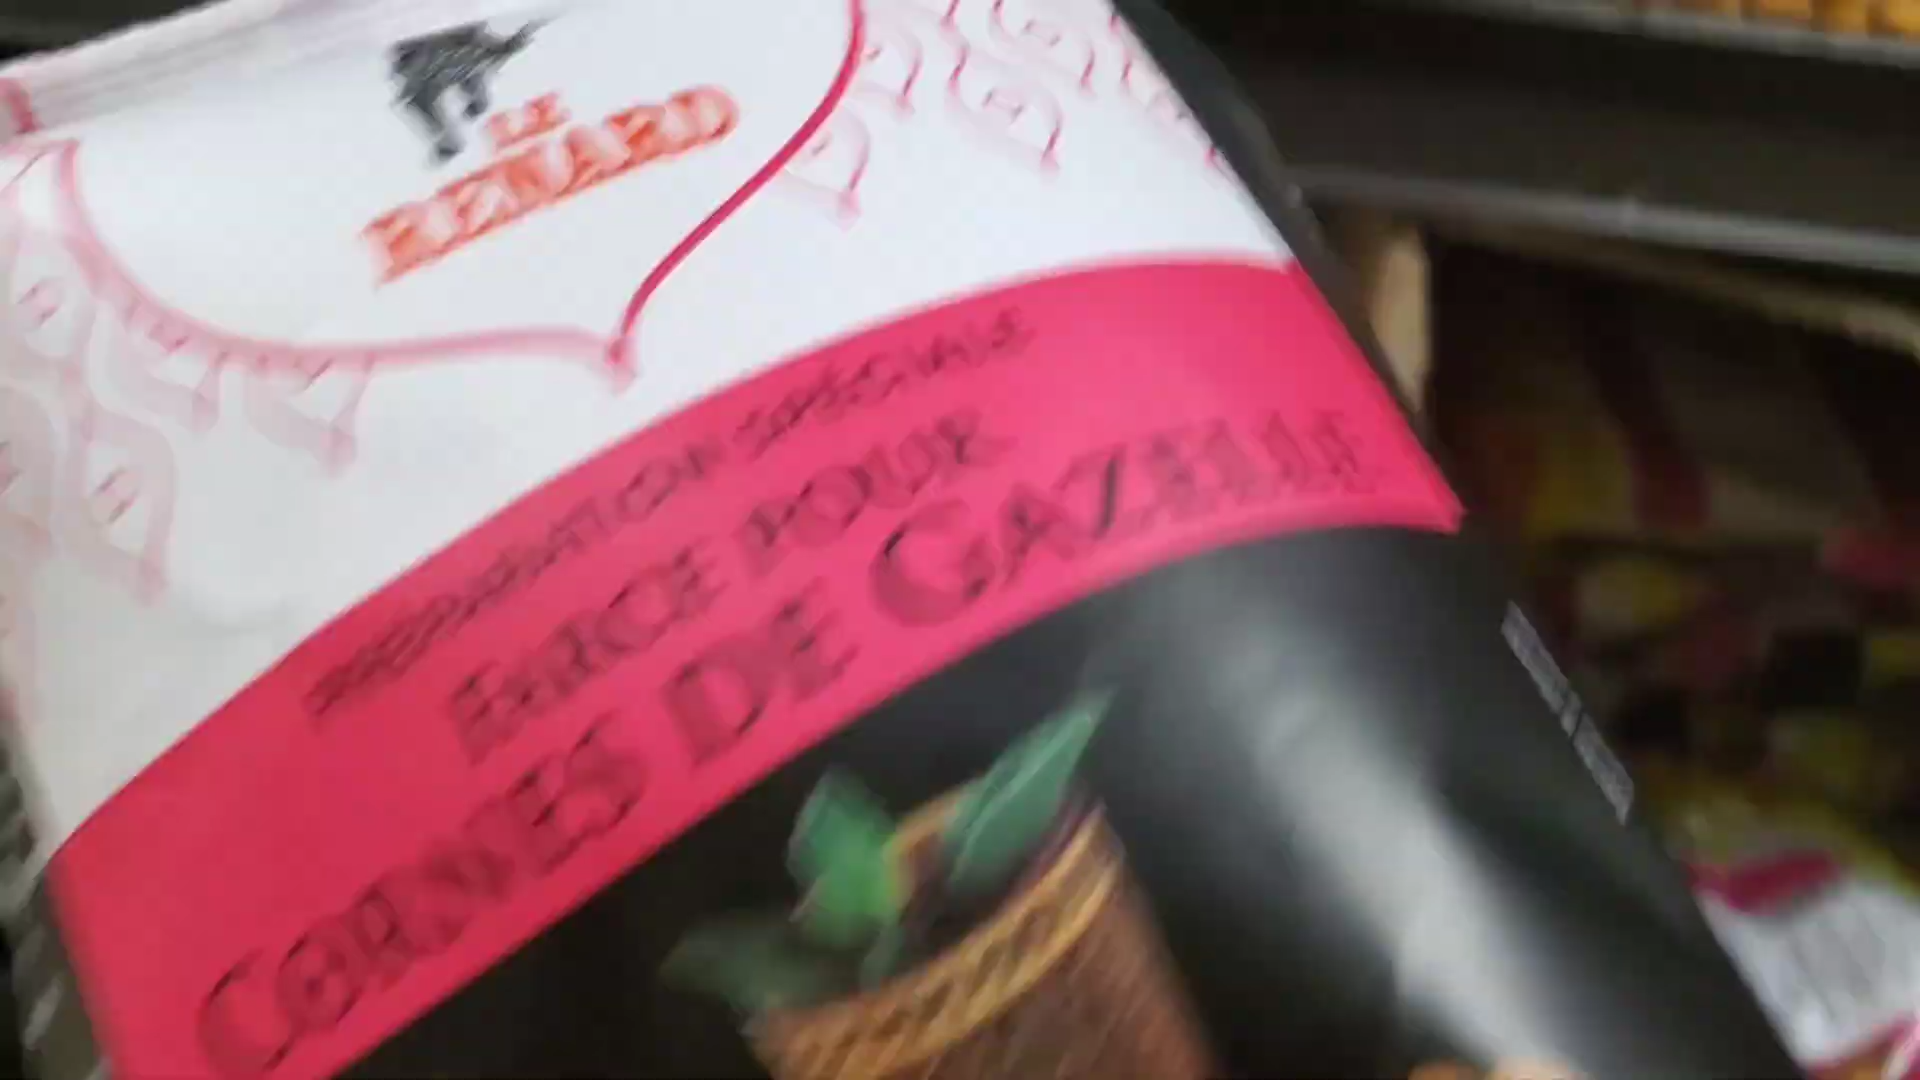 LE
RENARD
PRÉPARATION SPÉCIALE
FARCE POUR
CORNES DE GAZELLE